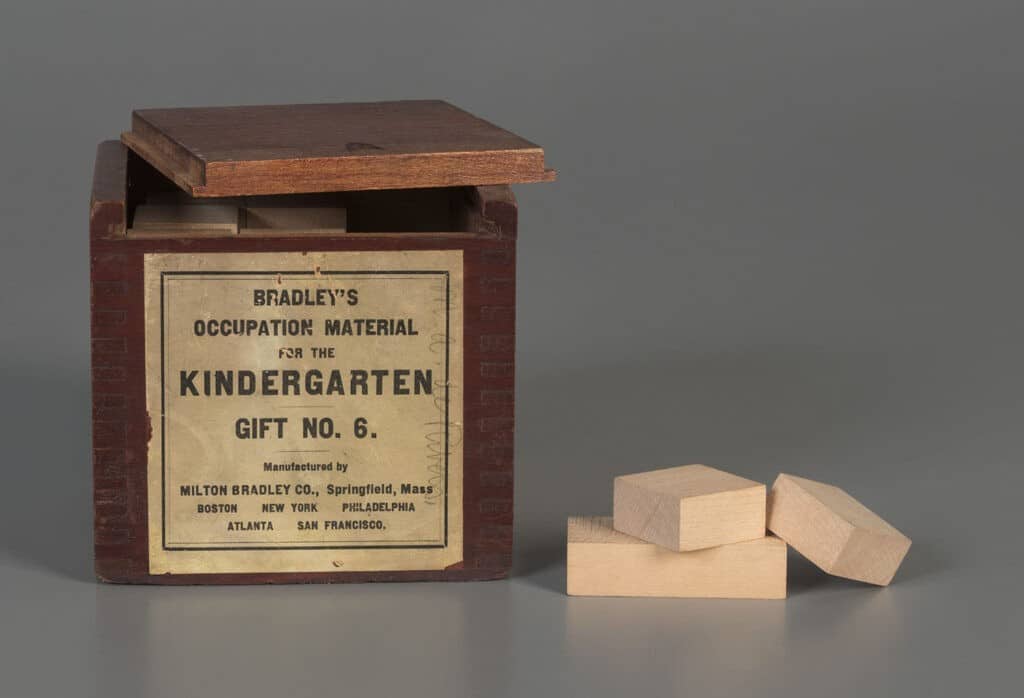 BRADLEY'S
OCCUPATION MATERIAL
FOR THE
KINDERGARTEN
GIFT NO. 6.
Manufactured by
MILTON BRADLEY CO., Springfield, Mass
BOSTON NEW YORK PHILADELPHIA
ATLANTA SAN FRANCISCO.